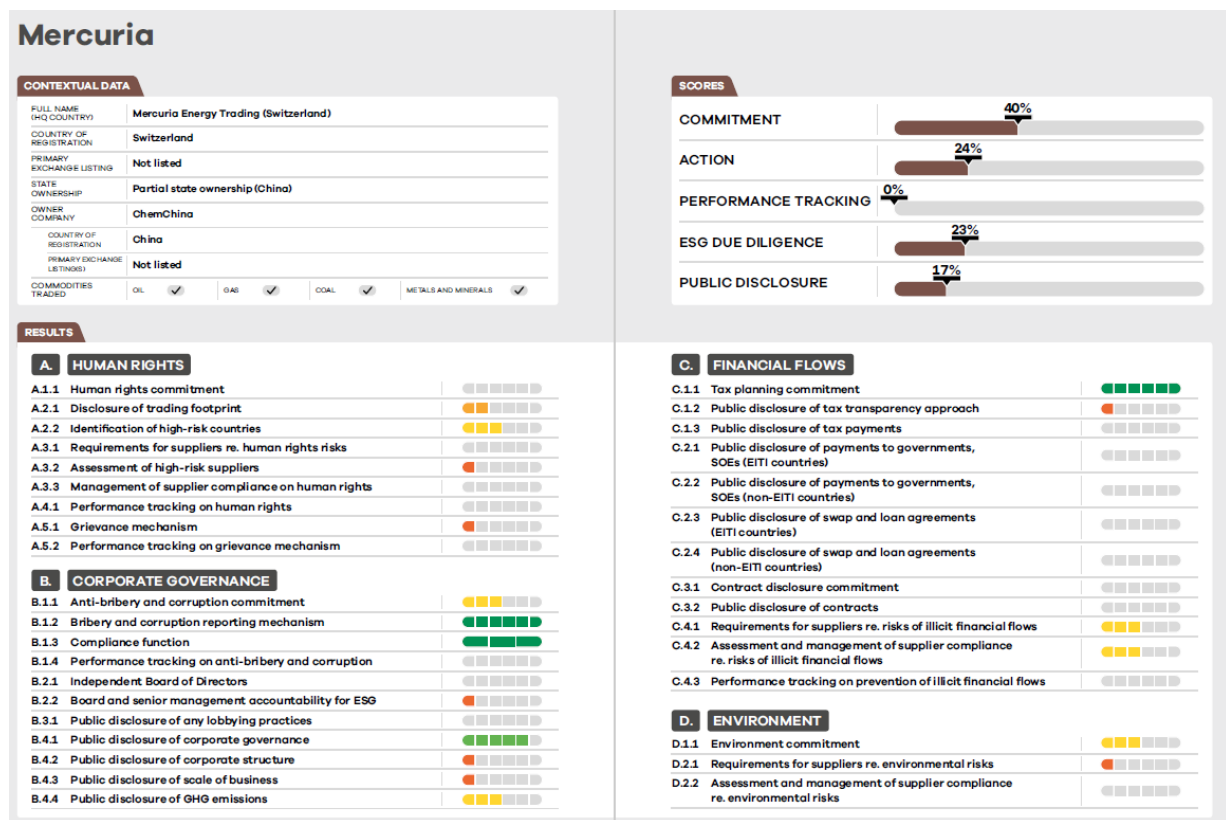 Mercuria
CONTEXTUAL DATA
FULL NAME
(HQ COUNTRY)
Mercuria Energy Trading (Switzerland)
COUNTRY OF
REGISTRATION
Switzerland
PRIMARY
EXCHANGE LISTING
Not listed
STATE
OWNERSHIP
Partial state ownership (China)
OWNER
COMPANY
ChemChina
COUNTRY OF
REGISTRATION
China
PRIMARY EXCHANGE
LISTING(S)
Not listed
COMMODITIES
TRADED
OIL GAS COAL METALS AND MINERALS
SCORES
COMMITMENT 40%
ACTION 24%
PERFORMANCE TRACKING 0%
ESG DUE DILIGENCE 23%
PUBLIC DISCLOSURE 17%
RESULTS
A. HUMAN RIGHTS
A.1.1 Human rights commitment
A.2.1 Disclosure of trading footprint
A.2.2 Identification of high-risk countries
A.3.1 Requirements for suppliers re. human rights risks
A.3.2 Assessment of high-risk suppliers
A.3.3 Management of supplier compliance on human rights
A.4.1 Performance tracking on human rights
A.5.1 Grievance mechanism
A.5.2 Performance tracking on grievance mechanism
B. CORPORATE GOVERNANCE
B.1.1 Anti-bribery and corruption commitment
B.1.2 Bribery and corruption reporting mechanism
B.1.3 Compliance function
B.1.4 Performance tracking on anti-bribery and corruption
B.2.1 Independent Board of Directors
B.2.2 Board and senior management accountability for ESG
B.3.1 Public disclosure of any lobbying practices
B.4.1 Public disclosure of corporate governance
B.4.2 Public disclosure of corporate structure
B.4.3 Public disclosure of scale of business
B.4.4 Public disclosure of GHG emissions
C. FINANCIAL FLOWS
C.1.1 Tax planning commitment
C.1.2 Public disclosure of tax transparency approach
C.1.3 Public disclosure of tax payments
C.2.1 Public disclosure of payments to governments,
SOEs (EITI countries)
C.2.2 Public disclosure of payments to governments,
SOEs (non-EITI countries)
C.2.3 Public disclosure of swap and loan agreements
(EITI countries)
C.2.4 Public disclosure of swap and loan agreements
(non-EITI countries)
C.3.1 Contract disclosure commitment
C.3.2 Public disclosure of contracts
C.4.1 Requirements for suppliers re. risks of illicit financial flows
C.4.2 Assessment and management of supplier compliance
re. risks of illicit financial flows
C.4.3 Performance tracking on prevention of illicit financial flows
D. ENVIRONMENT
D.1.1 Environment commitment
D.2.1 Requirements for suppliers re. environmental risks
D.2.2 Assessment and management of supplier compliance
re. environmental risks